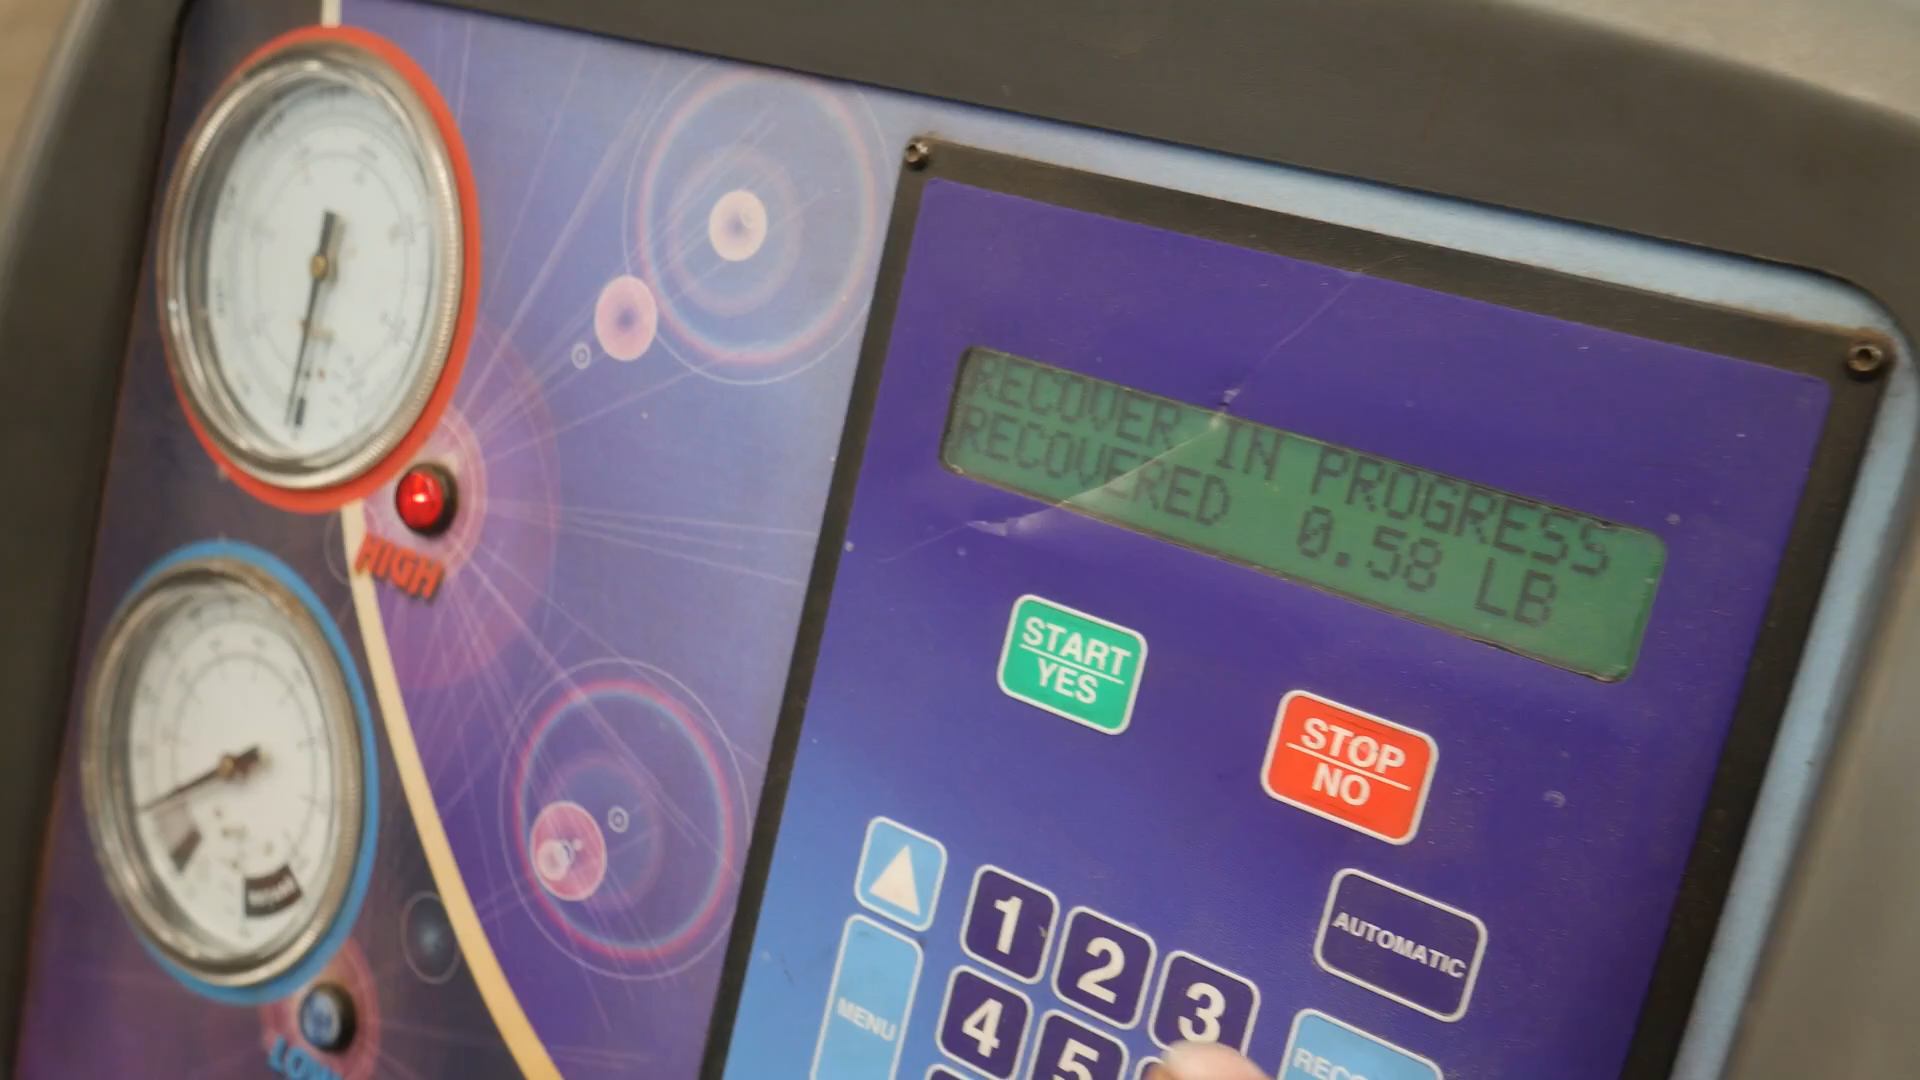 RECOVER IN PROGRESS
RECOVERED 0.58 LB
HIGH
START
YES
STOP
NO
1
2
3
AUTOMATIC
MENU
4
5
LOW